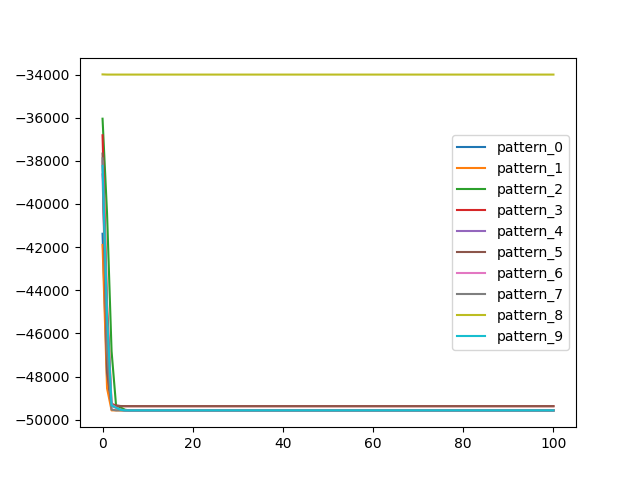 −34000
−36000
−38000
−40000
−42000
−44000
−46000
−48000
−50000
0 20 40 60 80 100
pattern_0
pattern_1
pattern_2
pattern_3
pattern_4
pattern_5
pattern_6
pattern_7
pattern_8
pattern_9